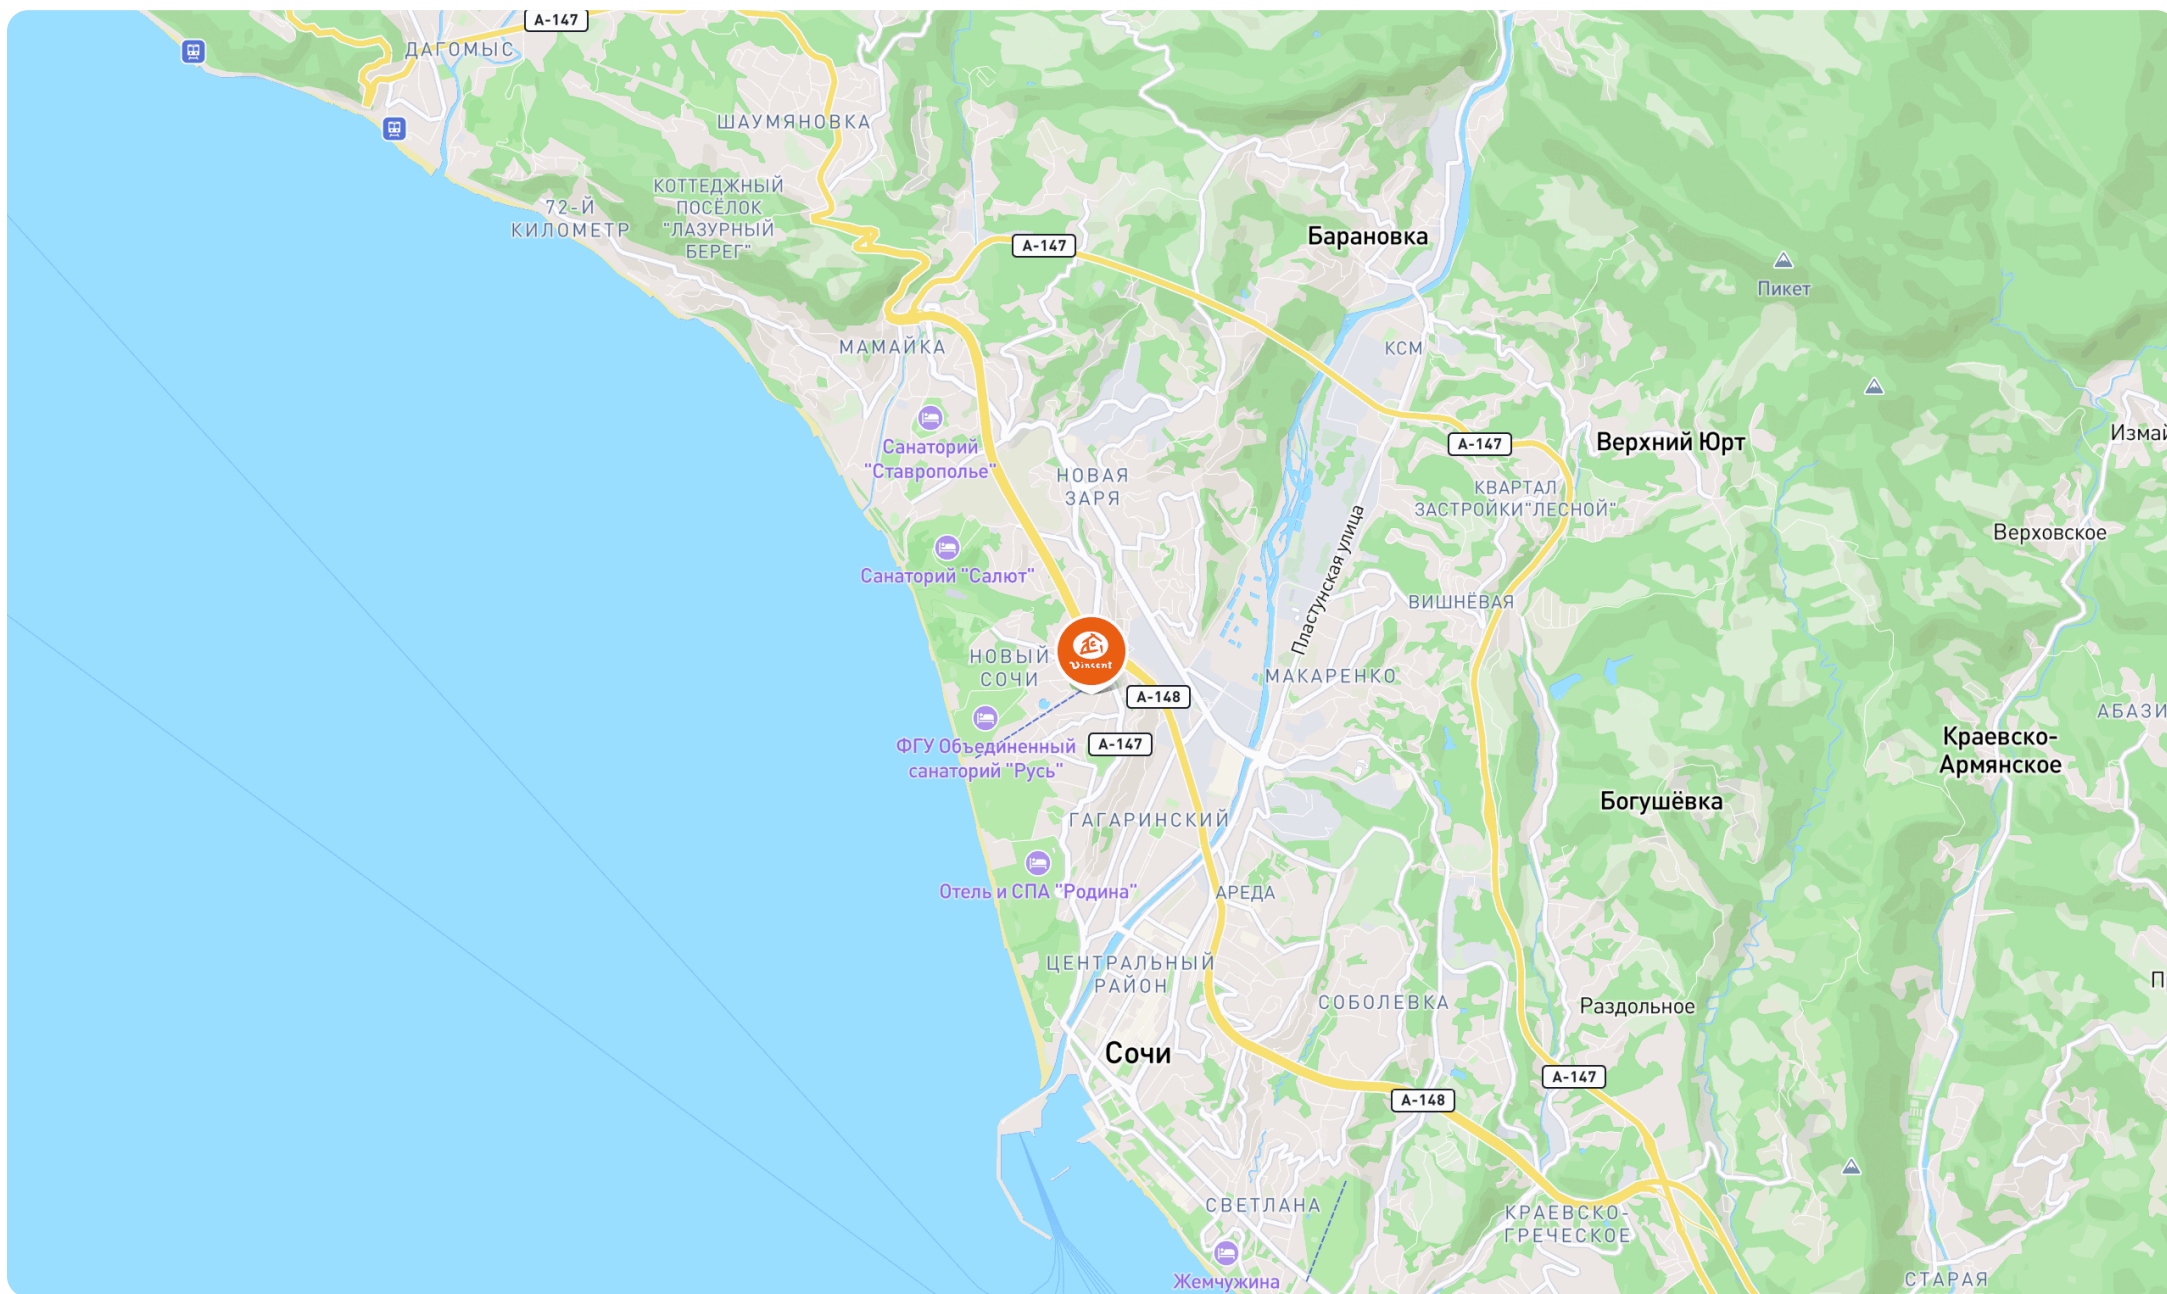 А-147
ДАГОМЫС
ШАУМЯНОВКА
КОТТЕДЖНЫЙ
ПОСЁЛОК
"ЛАЗУРНЫЙ
БЕРЕГ"
72-Й
КИЛОМЕТР
А-147
Барановка
Пикет
МАМАЙКА
КСМ
Санаторий
"Ставрополье"
НОВАЯ
ЗАРЯ
А-147
Верхний Юрт
КВАРТАЛ
ЗАСТРОЙКИ"ЛЕСНОЙ"
Верховское
Санаторий "Салют"
Пластунская улица
ВИШНЁВАЯ
НОВЫЙ
СОЧИ
Vincent
МАКАРЕНКО
А-148
А-147
ФГУ Объединенный
санаторий "Русь"
Краевско-
Армянское
Богушёвка
ГАГАРИНСКИЙ
Отель и СПА "Родина"
АРЕДА
ЦЕНТРАЛЬНЫЙ
РАЙОН
СОБОЛЕВКА
Раздольное
Сочи
А-147
А-148
СВЕТЛАНА
КРАЕВСКО-
ГРЕЧЕСКОЕ
Жемчужина
СТАРАЯ